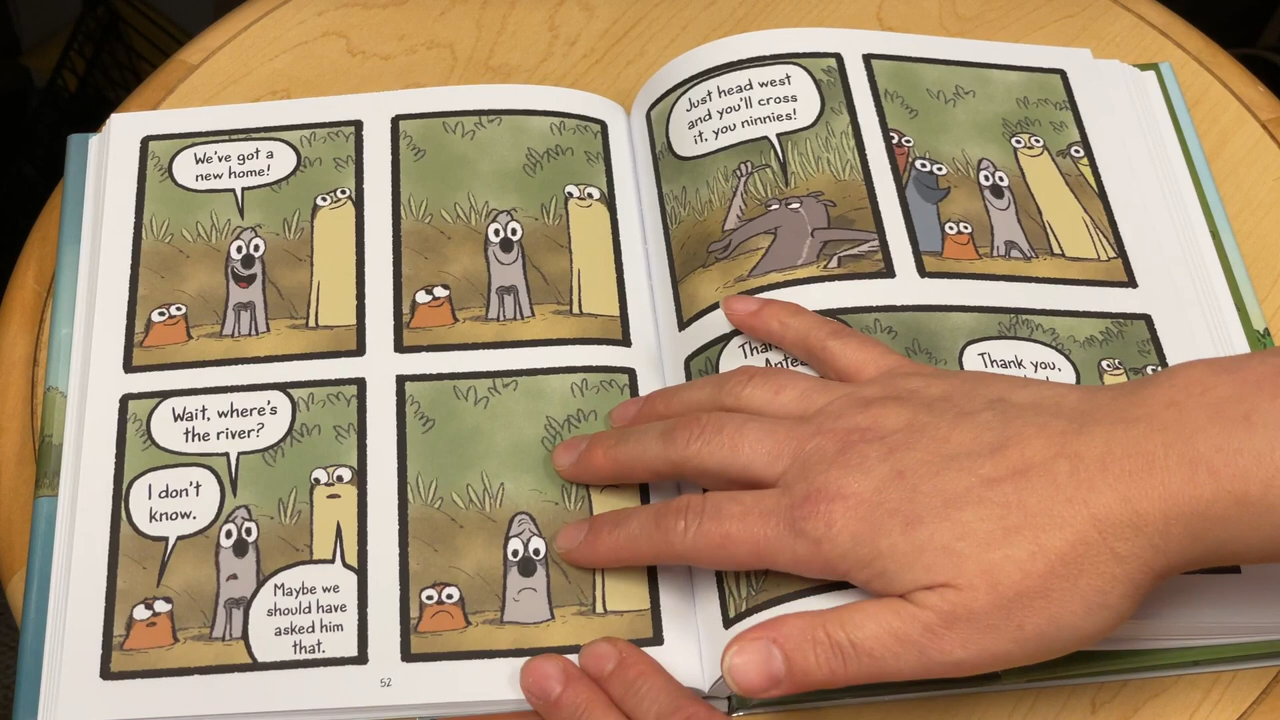 We've got a
new home!
Wait, where's
the river?
I don't
know.
Maybe we
should have
asked him
that.
52
Just head west
and you'll cross
it, you ninnies!
Thank you,